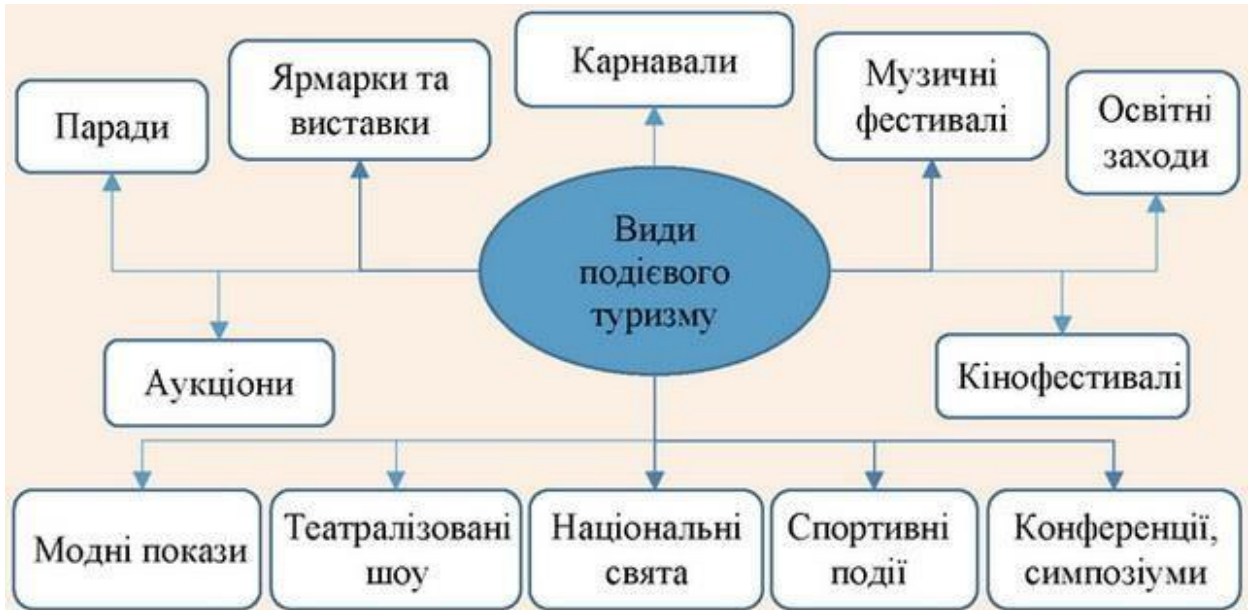 Карнавали
Ярмарки та
виставки
Музичні
фестивалі
Паради
Освітні
заходи
Види
подієвого
туризму
Аукціони
Кінофестивалі
Модні покази
Театралізовані
шоу
Національні
свята
Спортивні
події
Конференції,
симпозіуми